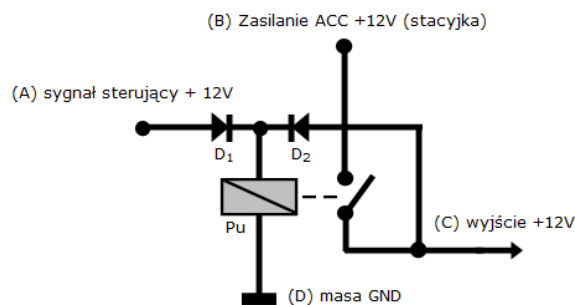 (B) Zasilanie ACC +12V (stacyjka)
(A) sygnał sterujący + 12V
D1 D2
Pu
(C) wyjście +12V
(D) masa GND